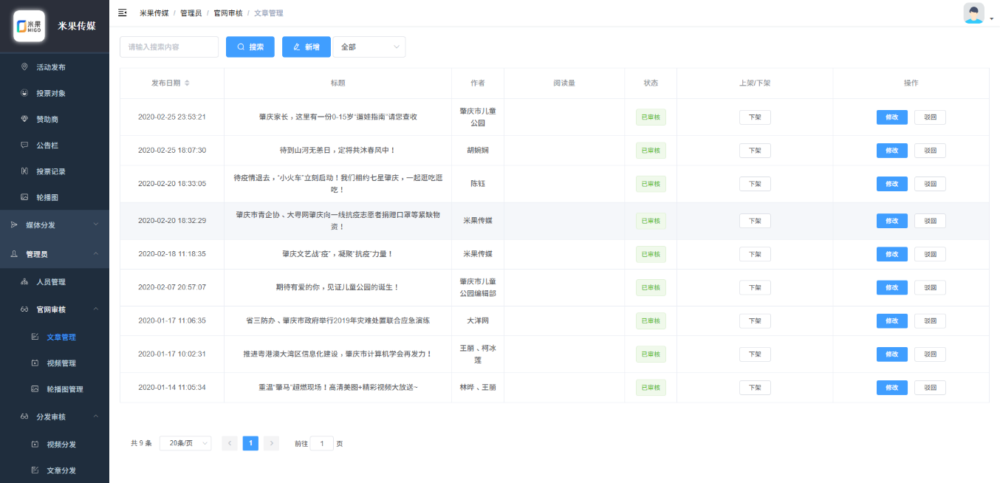 米果
MIGO
米果传媒
米果传媒 / 管理员 / 官网审核 / 文章管理
活动发布
投票对象
赞助商
公告栏
投票记录
轮播图
媒体分发
管理员
人员管理
官网审核
文章管理
视频管理
轮播图管理
分发审核
视频分发
文章分发
请输入搜索内容 搜索 新增 全部
发布日期 标题 作者 阅读量 状态 上架/下架 操作
2020-02-25 23:53:21 肇庆家长，这里有一份0-15岁“遛娃指南”请您查收 肇庆市儿童 已审核 下架 修改 驳回
公园
2020-02-25 18:07:30 待到山河无恙日，定将共沐春风中！ 胡婉娴 已审核 下架 修改 驳回
2020-02-20 18:33:05 待疫情退去，“小火车”立刻启动！我们相约七星肇庆，一起逛吃逛 陈钰 已审核 下架 修改 驳回
吃！
2020-02-20 18:32:29 肇庆市青企协、大粤网肇庆向一线抗疫志愿者捐赠口罩等紧缺物 米果传媒 已审核 下架 修改 驳回
资！
2020-02-18 11:18:35 肇庆文艺战“疫”，凝聚“抗疫”力量！ 米果传媒 已审核 下架 修改 驳回
2020-02-07 20:57:07 期待有爱的你，见证儿童公园的诞生！ 肇庆市儿童 已审核 下架 修改 驳回
公园编辑部
2020-01-17 11:06:35 省三防办、肇庆市政府举行2019年灾难处置联合应急演练 大洋网 已审核 下架 修改 驳回
2020-01-17 10:02:31 推进粤港澳大湾区信息化建设，肇庆市计算机学会再发力！ 王丽、柯冰 已审核 下架 修改 驳回
莲
2020-01-14 11:05:34 重温“肇马”超燃现场！高清美图+精彩视频大放送~ 林晔、王丽 已审核 下架 修改 驳回
共 9 条 20条/页 1 前往 1 页